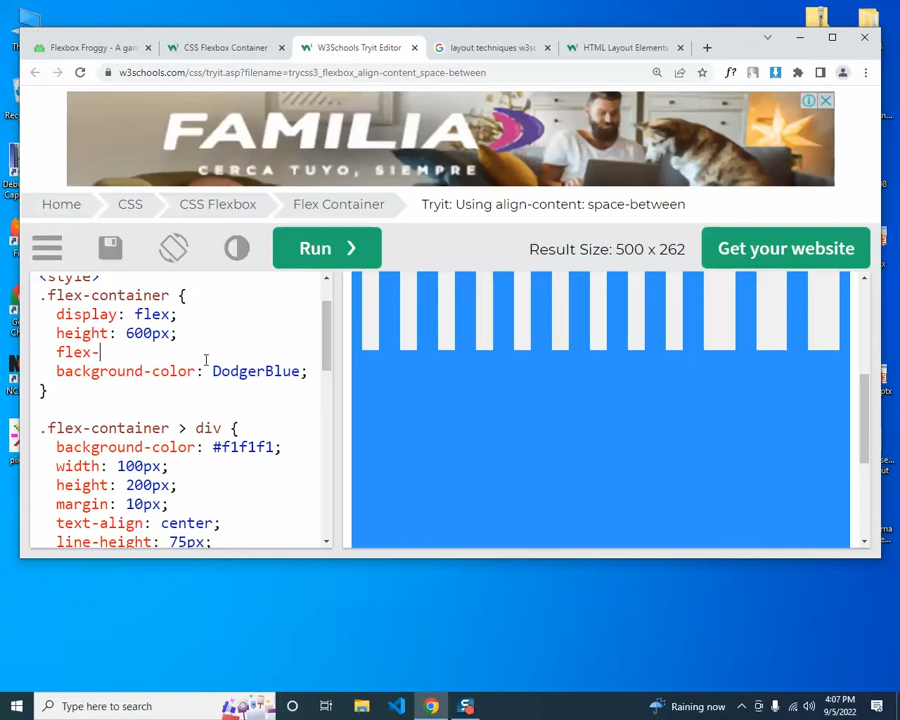 Flexbox Froggy - A gam
CSS Flexbox Container
W3Schools Tryit Editor
layout techniques w3sc
HTML Layout Elements
w3schools.com/css/tryit.asp?filename=trycss3_flexbox_align-content_space-between
f?
FAMILIA
CERCA TUYO, SIEMPRE
Home
CSS
CSS Flexbox
Flex Container
Tryit: Using align-content: space-between
Run ❯
Result Size: 500 x 262
Get your website
<style>
.flex-container {
display: flex;
height: 600px;
flex-
background-color: DodgerBlue;
}
.flex-container > div {
background-color: #f1f1f1;
width: 100px;
height: 200px;
margin: 10px;
text-align: center;
line-height: 75px;
Type here to search
Raining now
4:07 PM
9/5/2022